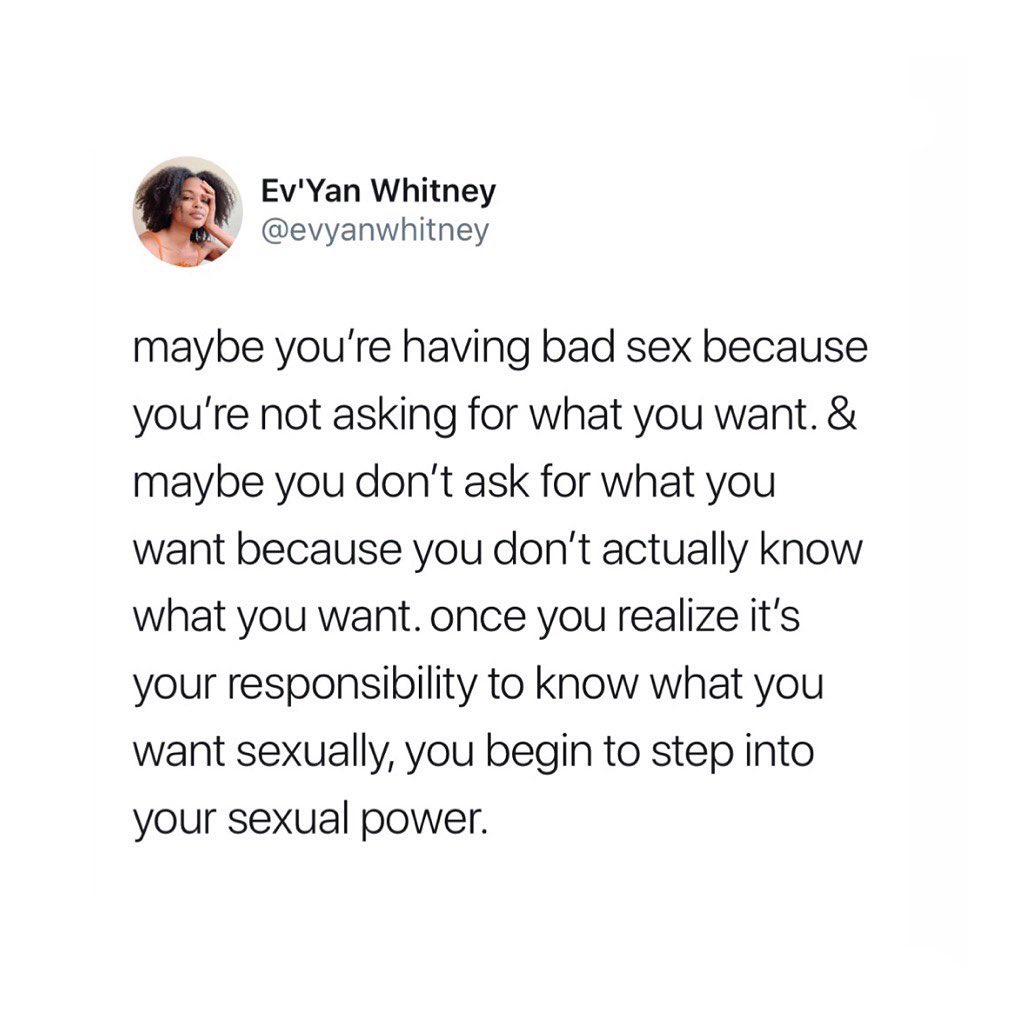 Ev'Yan Whitney
@evyanwhitney
maybe you’re having bad sex because
you’re not asking for what you want. &
maybe you don’t ask for what you
want because you don’t actually know
what you want. once you realize it’s
your responsibility to know what you
want sexually, you begin to step into
your sexual power.